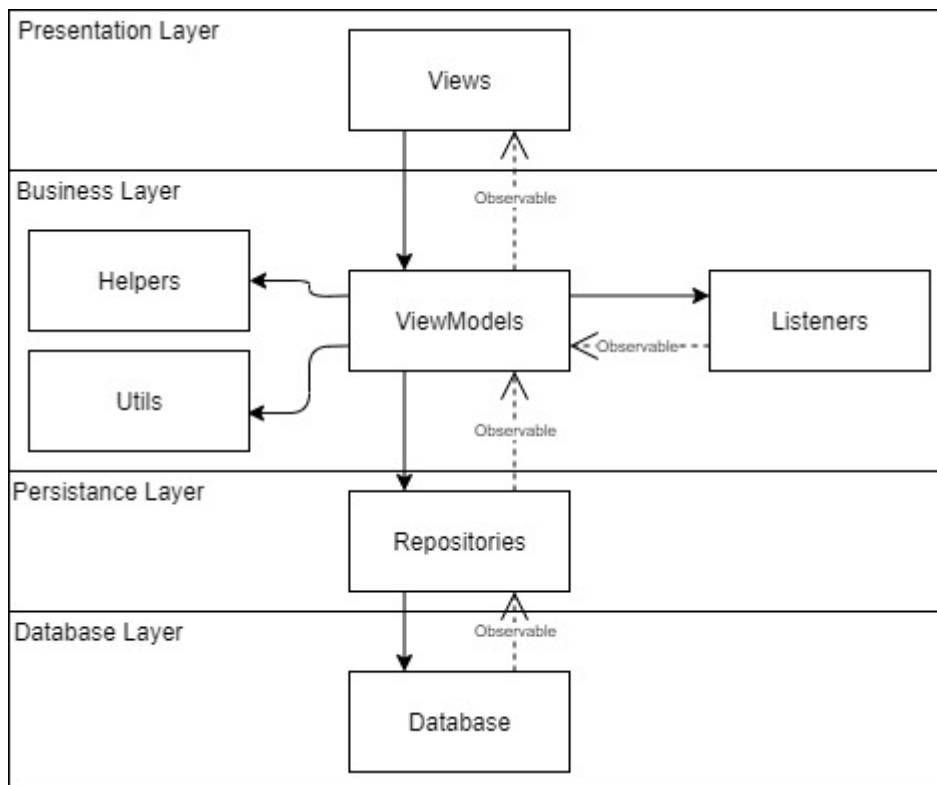 Presentation Layer
Views
Business Layer
Observable
Helpers
ViewModels
Listeners
Observable
Utils
Observable
Persistance Layer
Repositories
Database Layer
Observable
Database